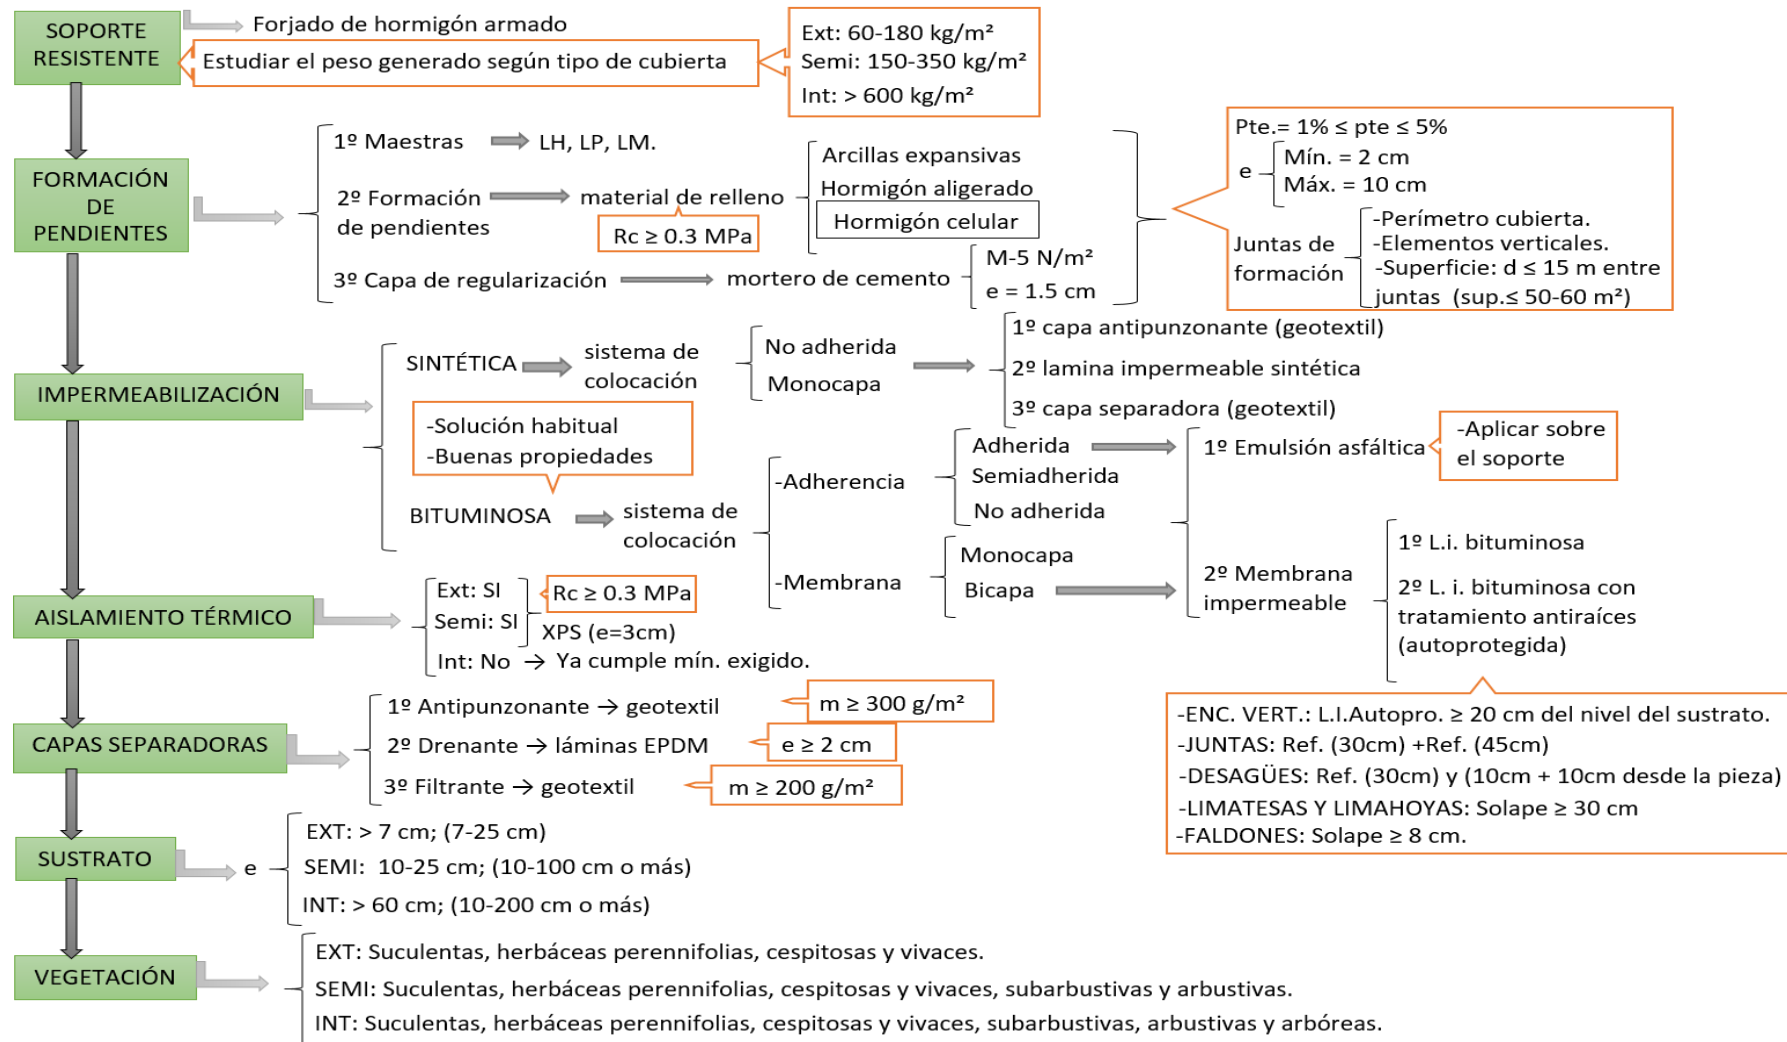 SOPORTE
RESISTENTE
Forjado de hormigón armado
Estudiar el peso generado según tipo de cubierta
Ext: 60-180 kg/m²
Semi: 150-350 kg/m²
Int: > 600 kg/m²
FORMACIÓN
DE
PENDIENTES
1º Maestras
LH, LP, LM.
2º Formación
de pendientes
material de relleno
Rc ≥ 0.3 MPa
Arcillas expansivas
Hormigón aligerado
Hormigón celular
3º Capa de regularización
mortero de cemento
M-5 N/m²
e = 1.5 cm
Pte.= 1% ≤ pte ≤ 5%
e
Mín. = 2 cm
Máx. = 10 cm
Juntas de
formación
-Perímetro cubierta.
-Elementos verticales.
-Superficie: d ≤ 15 m entre
juntas (sup.≤ 50-60 m²)
IMPERMEABILIZACIÓN
SINTÉTICA
sistema de
colocación
No adherida
Monocapa
1º capa antipunzonante (geotextil)
2º lamina impermeable sintética
3º capa separadora (geotextil)
-Solución habitual
-Buenas propiedades
BITUMINOSA
sistema de
colocación
-Adherencia
Adherida
Semiadherida
No adherida
-Membrana
Monocapa
Bicapa
1º Emulsión asfáltica
-Aplicar sobre
el soporte
2º Membrana
impermeable
1º L.i. bituminosa
2º L. i. bituminosa con
tratamiento antiraíces
(autoprotegida)
-ENC. VERT.: L.I.Autopro. ≥ 20 cm del nivel del sustrato.
-JUNTAS: Ref. (30cm) +Ref. (45cm)
-DESAGÜES: Ref. (30cm) y (10cm + 10cm desde la pieza)
-LIMATESAS Y LIMAHOYAS: Solape ≥ 30 cm
-FALDONES: Solape ≥ 8 cm.
AISLAMIENTO TÉRMICO
Ext: SI
Semi: SI
Rc ≥ 0.3 MPa
XPS (e=3cm)
Int: No → Ya cumple mín. exigido.
CAPAS SEPARADORAS
1º Antipunzonante → geotextil
m ≥ 300 g/m²
2º Drenante → láminas EPDM
e ≥ 2 cm
3º Filtrante → geotextil
m ≥ 200 g/m²
SUSTRATO
e
EXT: > 7 cm; (7-25 cm)
SEMI: 10-25 cm; (10-100 cm o más)
INT: > 60 cm; (10-200 cm o más)
VEGETACIÓN
EXT: Suculentas, herbáceas perennifolias, cespitosas y vivaces.
SEMI: Suculentas, herbáceas perennifolias, cespitosas y vivaces, subarbustivas y arbustivas.
INT: Suculentas, herbáceas perennifolias, cespitosas y vivaces, subarbustivas, arbustivas y arbóreas.